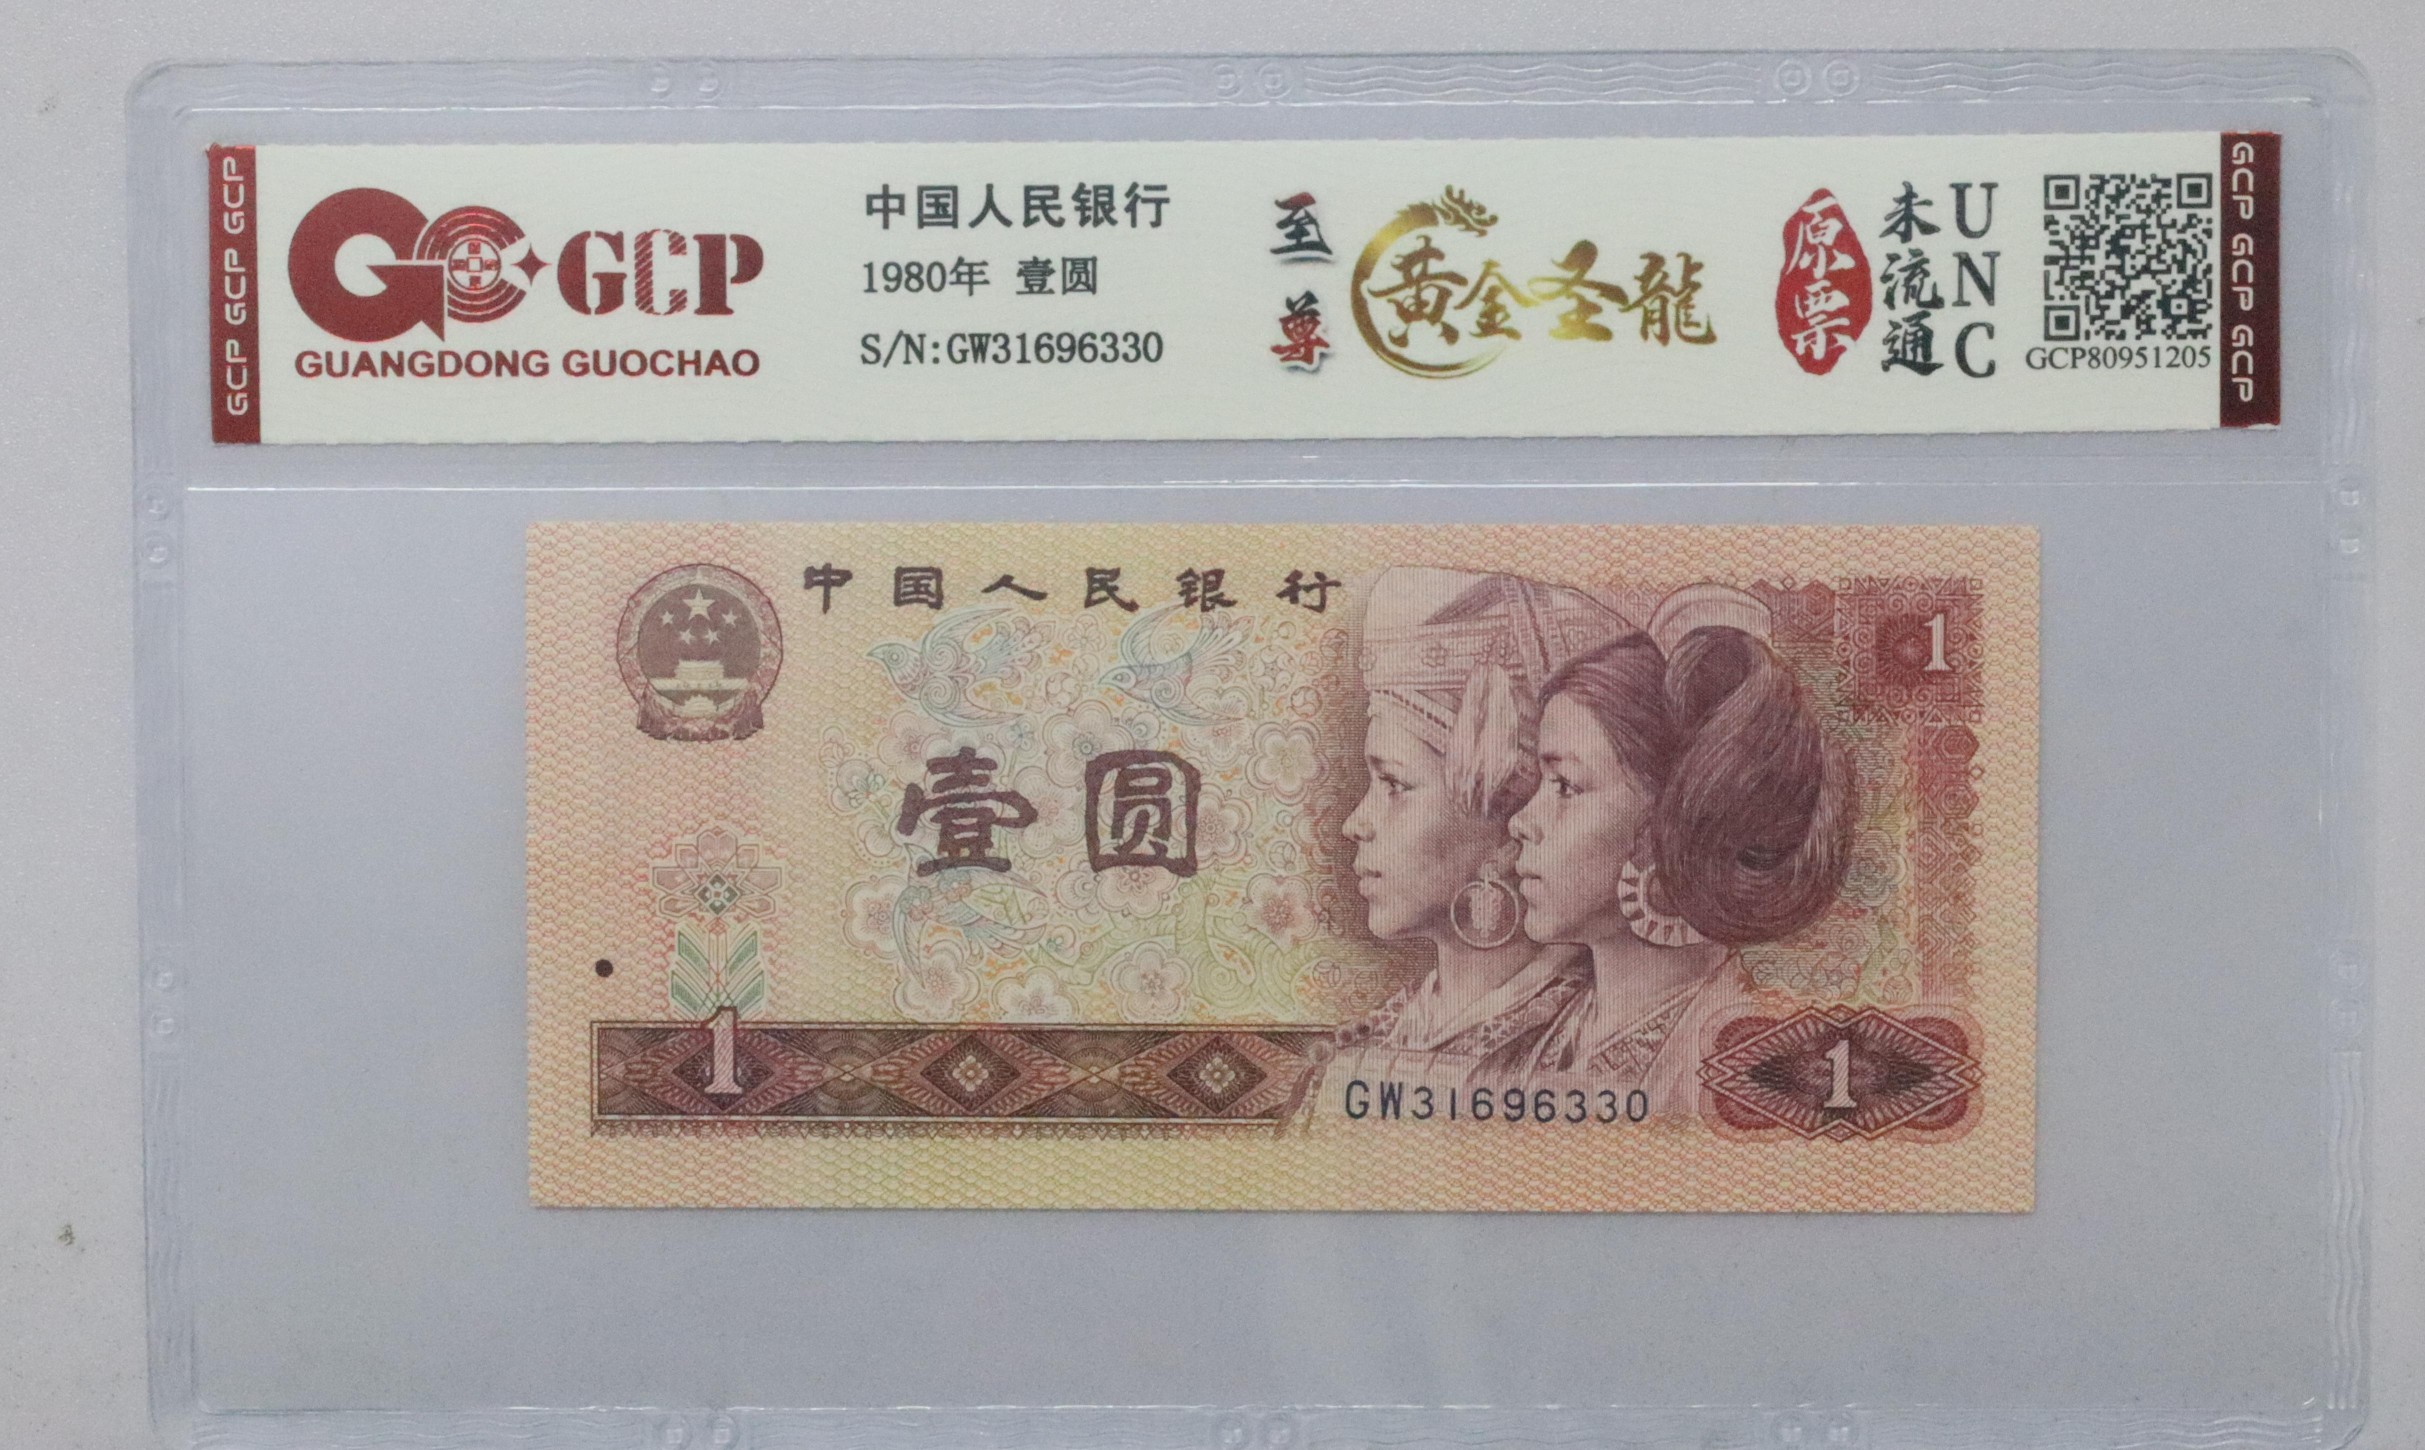 GCP GCP GCP
GCP
GUANGDONG GUOCHAO
中国人民银行
1980年 壹圆
S/N:GW31696330
至尊
黄金圣龍
原票
未流通
UNC
GCP80951205
GCP GCP GCP
中国人民银行
1
壹圆
1
GW31696330
1